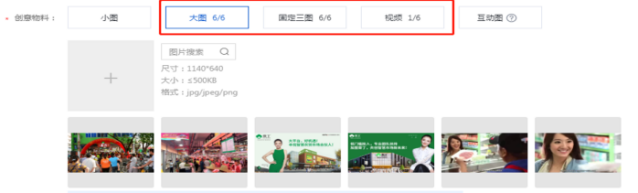 * 创意物料： 小图 大图 6/6 固定三图 6/6 视频 1/6 互动图 ?
图片搜索
尺寸：1140*640
大小：≤500KB
格式：jpg/jpeg/png